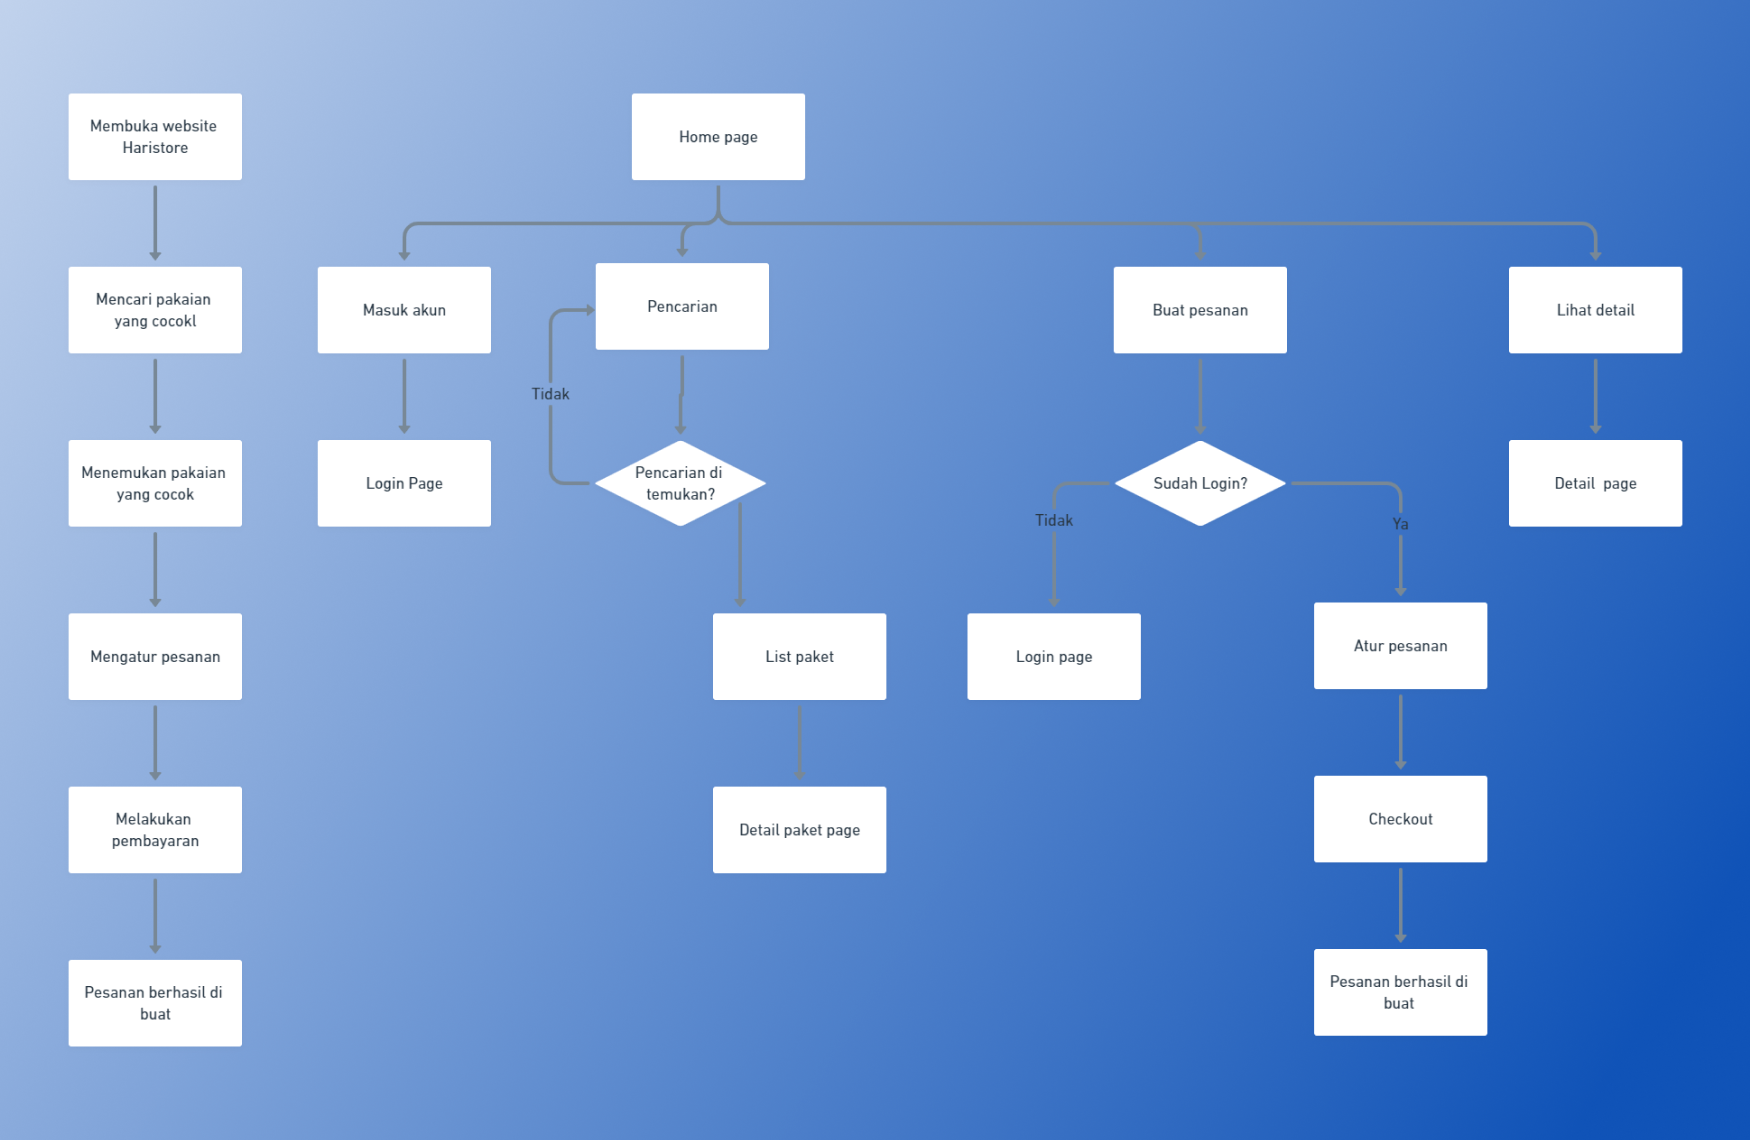 Membuka website
Haristore
Home page
Mencari pakaian
yang cocokl
Masuk akun
Pencarian
Buat pesanan
Lihat detail
Tidak
Menemukan pakaian
yang cocok
Login Page
Pencarian di
temukan?
Sudah Login?
Detail  page
Tidak
Ya
Mengatur pesanan
List paket
Login page
Atur pesanan
Melakukan
pembayaran
Detail paket page
Checkout
Pesanan berhasil di
buat
Pesanan berhasil di
buat